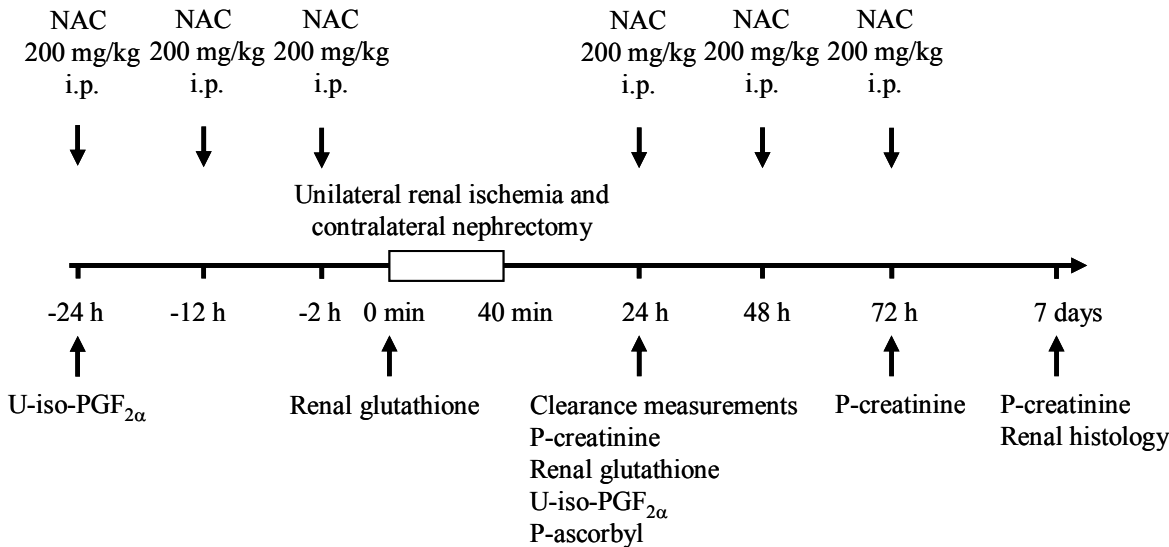 NAC
200 mg/kg
i.p.
NAC
200 mg/kg
i.p.
NAC
200 mg/kg
i.p.
NAC
200 mg/kg
i.p.
NAC
200 mg/kg
i.p.
NAC
200 mg/kg
i.p.
Unilateral renal ischemia and
contralateral nephrectomy
-24 h
-12 h
-2 h
0 min
40 min
24 h
48 h
72 h
7 days
U-iso-PGF2α
Renal glutathione
Clearance measurements
P-creatinine
Renal glutathione
U-iso-PGF2α
P-ascorbyl
P-creatinine
P-creatinine
Renal histology